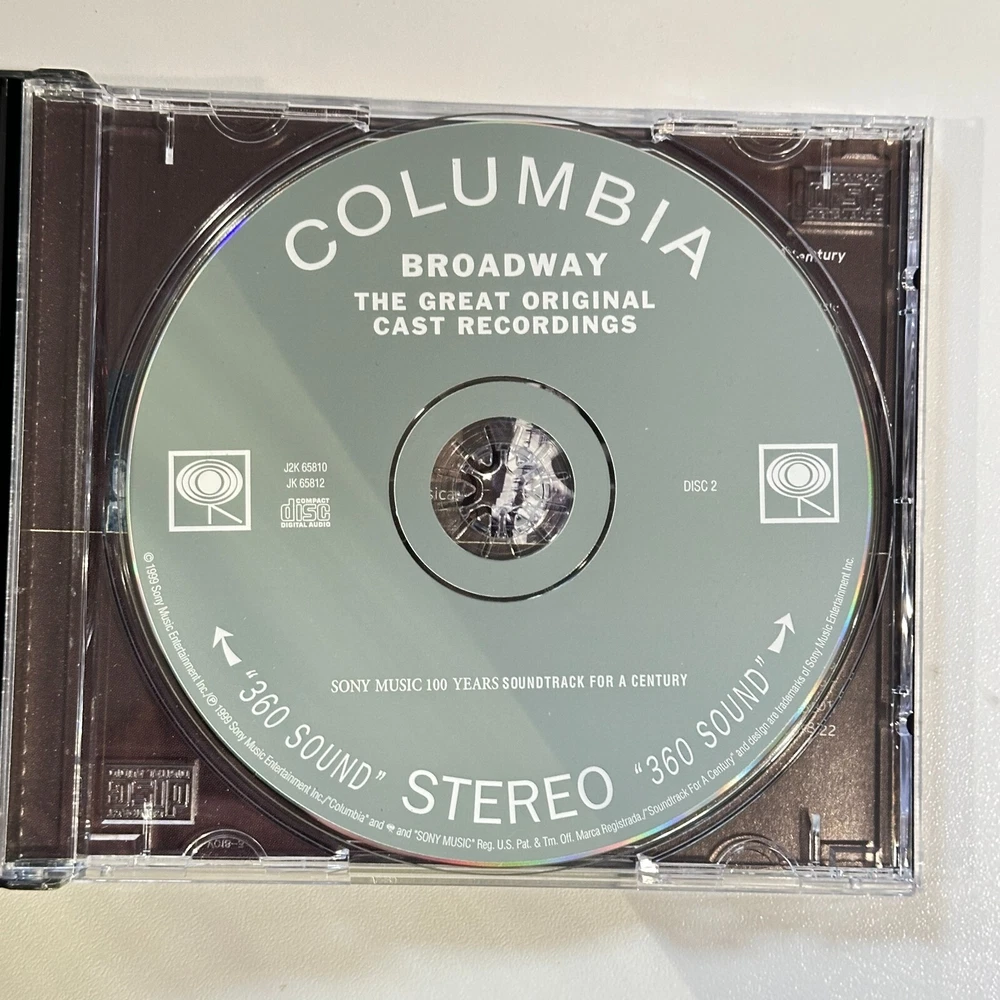 COLUMBIA
BROADWAY
THE GREAT ORIGINAL
CAST RECORDINGS
J2K 65810
JK 65812
COMPACT
disc
DIGITAL AUDIO
DISC 2
SONY MUSIC 100 YEARS SOUNDTRACK FOR A CENTURY
"360 SOUND" STEREO "360 SOUND"
© 1999 Sony Music Entertainment Inc./℗ 1999 Sony Music Entertainment Inc./"Columbia" and and "SONY MUSIC" Reg. U.S. Pat. & Tm. Off. Marca Registrada./"Soundtrack For A Century" and design are trademarks of Sony Music Entertainment Inc.